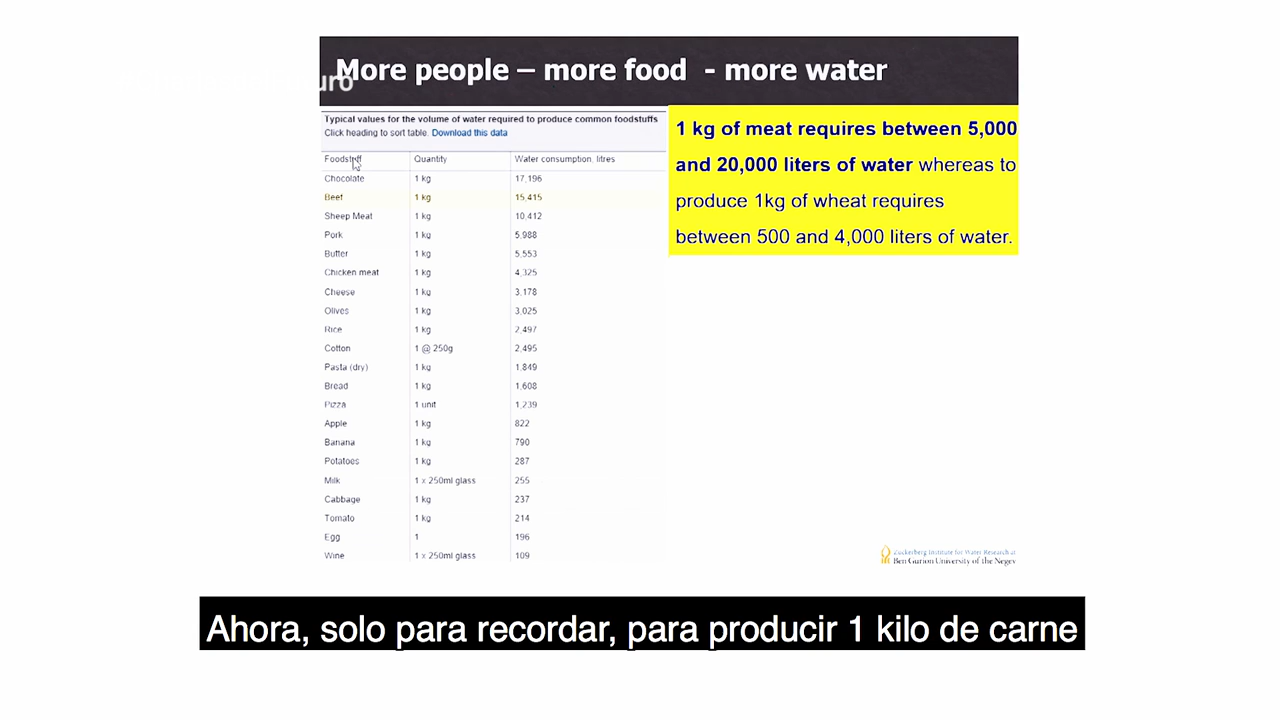 More people – more food - more water
uro
Typical values for the volume of water required to produce common foodstuffs
Click heading to sort table. Download this data
Foodstuff Quantity Water consumption, litres
Chocolate 1 kg 17,196
Beef 1 kg 15,415
Sheep Meat 1 kg 10,412
Pork 1 kg 5,988
Butter 1 kg 5,553
Chicken meat 1 kg 4,325
Cheese 1 kg 3,178
Olives 1 kg 3,025
Rice 1 kg 2,497
Cotton 1 @ 250g 2,495
Pasta (dry) 1 kg 1,849
Bread 1 kg 1,608
Pizza 1 unit 1,239
Apple 1 kg 822
Banana 1 kg 790
Potatoes 1 kg 287
Milk 1 x 250ml glass 255
Cabbage 1 kg 237
Tomato 1 kg 214
Egg 1 196
Wine 1 x 250ml glass 109
1 kg of meat requires between 5,000
and 20,000 liters of water whereas to
produce 1kg of wheat requires
between 500 and 4,000 liters of water.
Zuckerberg Institute for Water Research at
Ben Gurion University of the Negev
Ahora, solo para recordar, para producir 1 kilo de carne